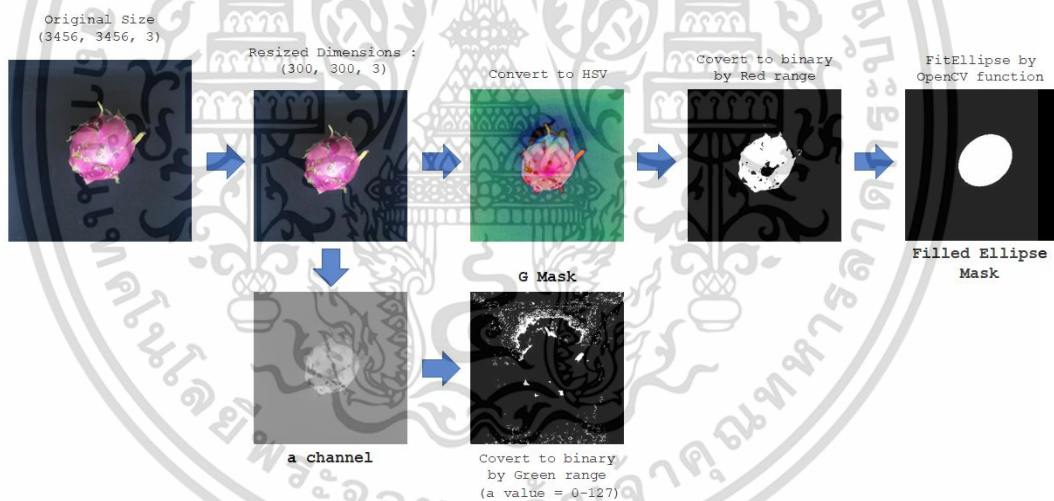 Original Size
(3456, 3456, 3)
Resized Dimensions :
(300, 300, 3)
Convert to HSV
Covert to binary
by Red range
FitEllipse by
OpenCV function
Filled Ellipse
Mask
G Mask
a channel
Covert to binary
by Green range
(a value = 0-127)